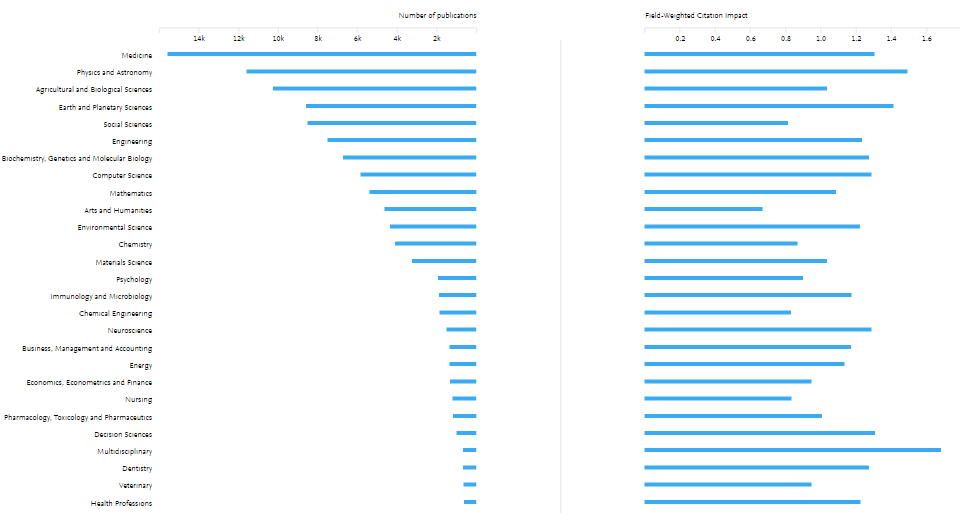 Number of publications
Field-Weighted Citation Impact
14k 12k 10k 8k 6k 4k 2k
0.2 0.4 0.6 0.8 1.0 1.2 1.4 1.6
Medicine
Physics and Astronomy
Agricultural and Biological Sciences
Earth and Planetary Sciences
Social Sciences
Engineering
Biochemistry, Genetics and Molecular Biology
Computer Science
Mathematics
Arts and Humanities
Environmental Science
Chemistry
Materials Science
Psychology
Immunology and Microbiology
Chemical Engineering
Neuroscience
Business, Management and Accounting
Energy
Economics, Econometrics and Finance
Nursing
Pharmacology, Toxicology and Pharmaceutics
Decision Sciences
Multidisciplinary
Dentistry
Veterinary
Health Professions